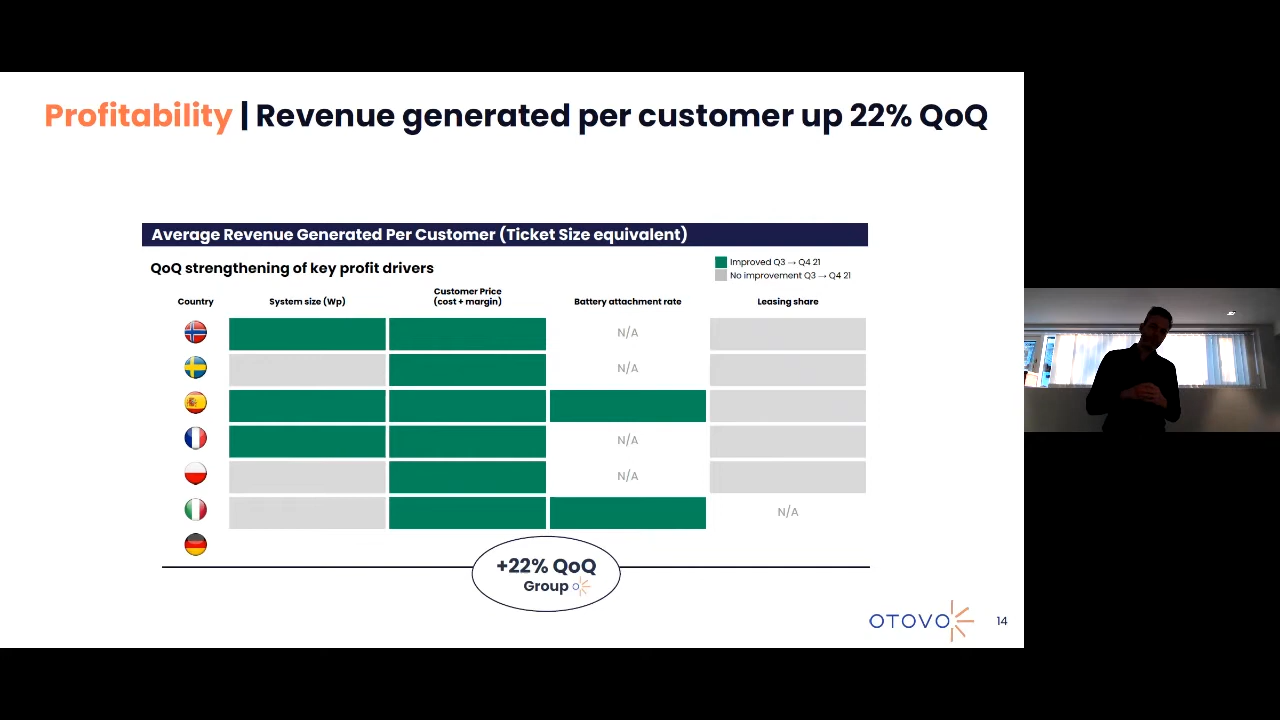 Profitability | Revenue generated per customer up 22% QoQ
Average Revenue Generated Per Customer (Ticket Size equivalent)
QoQ strengthening of key profit drivers
Improved Q3 → Q4 21
No improvement Q3 → Q4 21
Country
System size (Wp)
Customer Price
(cost + margin)
Battery attachment rate
Leasing share
N/A
N/A
N/A
N/A
N/A
+22% QoQ
Group
OTOVO
14